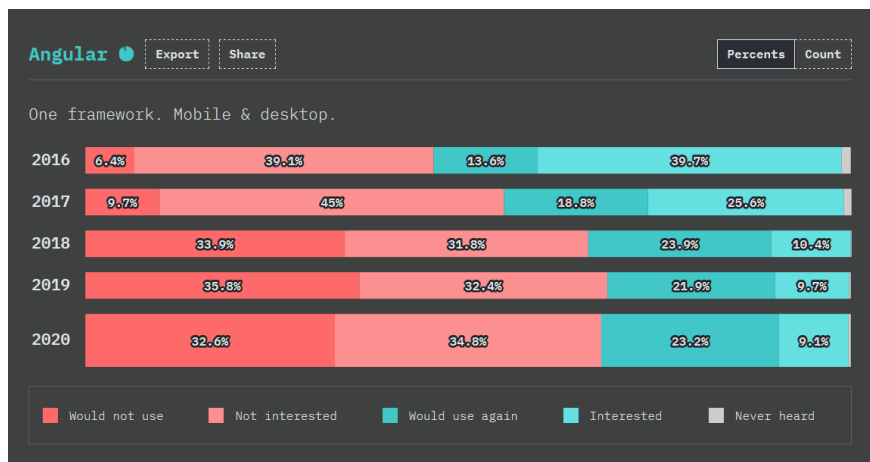 Angular Export Share Percents Count
One framework. Mobile & desktop.
2016 6.4% 39.1% 13.6% 39.7%
2017 9.7% 45% 18.8% 25.6%
2018 33.9% 31.8% 23.9% 10.4%
2019 35.8% 32.4% 21.9% 9.7%
2020 32.6% 34.8% 23.2% 9.1%
Would not use Not interested Would use again Interested Never heard